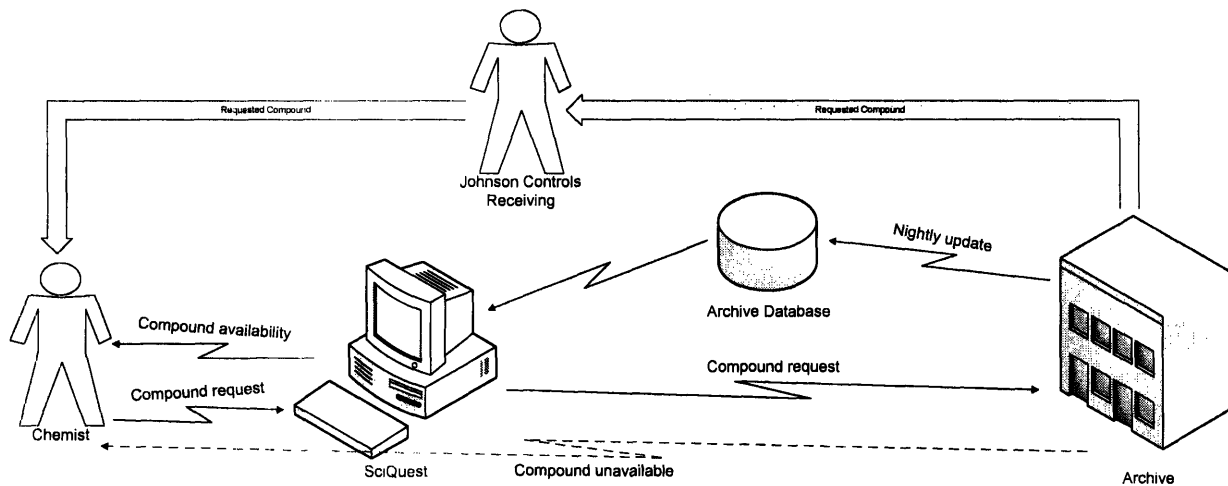 Requested Compound
Requested Compound
Johnson Controls
Receiving
Nightly update
Archive Database
Compound availability
Compound request
Compound request
Chemist
SciQuest
Compound unavailable
Archive